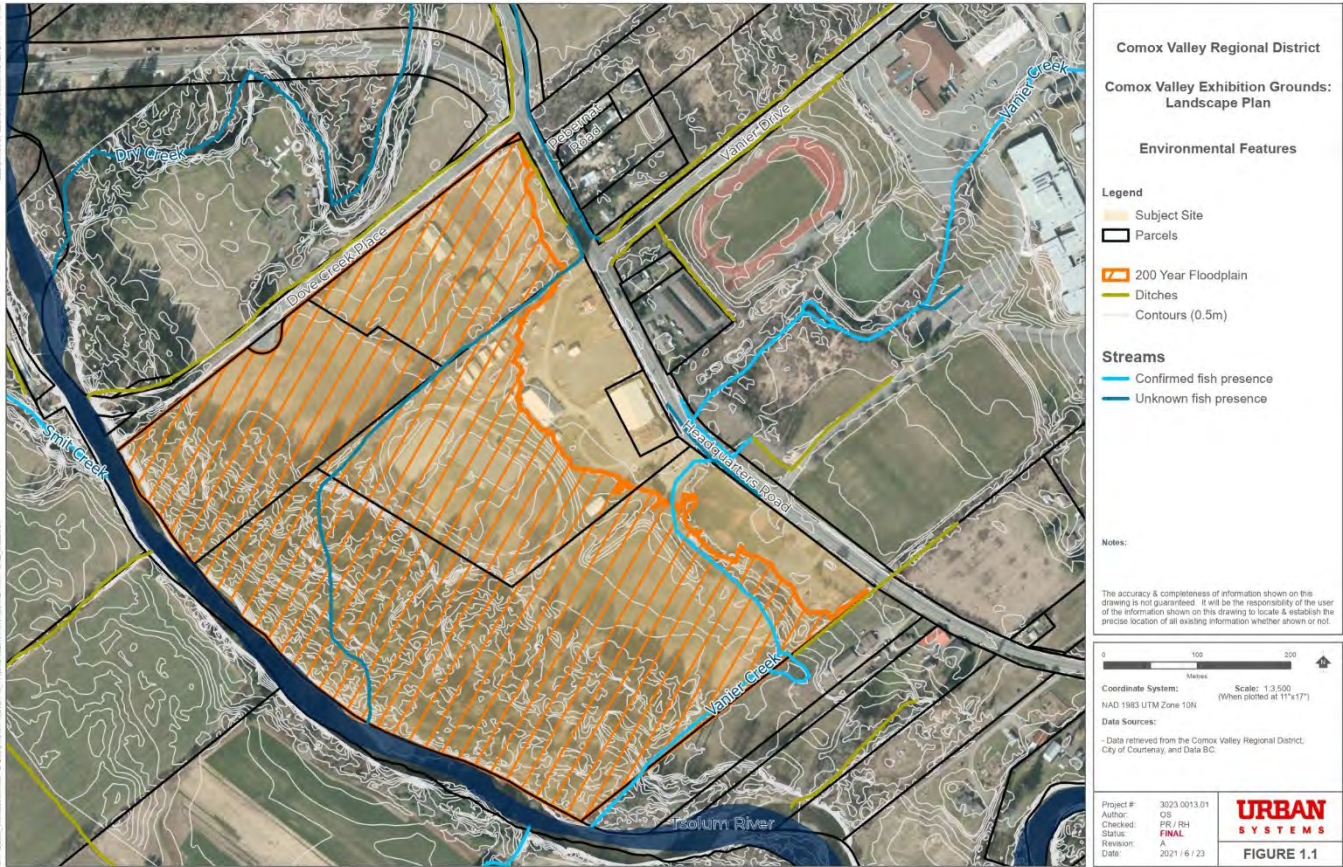 Dry Creek
Dove Creek Place
Pebernat
Road
Vanier Drive
Vanier Creek
Smits Creek
Headquarters Road
Vanier Creek
Tsolum River
Comox Valley Regional District
Comox Valley Exhibition Grounds:
Landscape Plan
Environmental Features
Legend
Subject Site
Parcels
200 Year Floodplain
Ditches
Contours (0.5m)
Streams
Confirmed fish presence
Unknown fish presence
Notes:
The accuracy & completeness of information shown on this
drawing is not guaranteed. It will be the responsibility of the user
of the information shown on this drawing to locate & establish the
precise location of all existing information whether shown or not.
0 100 200
Metres
N
Coordinate System:
NAD 1983 UTM Zone 10N
Scale: 1:3,500
(When plotted at 11"x17")
Data Sources:
- Data retrieved from the Comox Valley Regional District,
City of Courtenay, and Data BC
Project #: 3023.0013.01
Author: OS
Checked: PR / RH
Status: FINAL
Revision: A
Date: 2021 / 6 / 23
URBAN
SYSTEMS
FIGURE 1.1